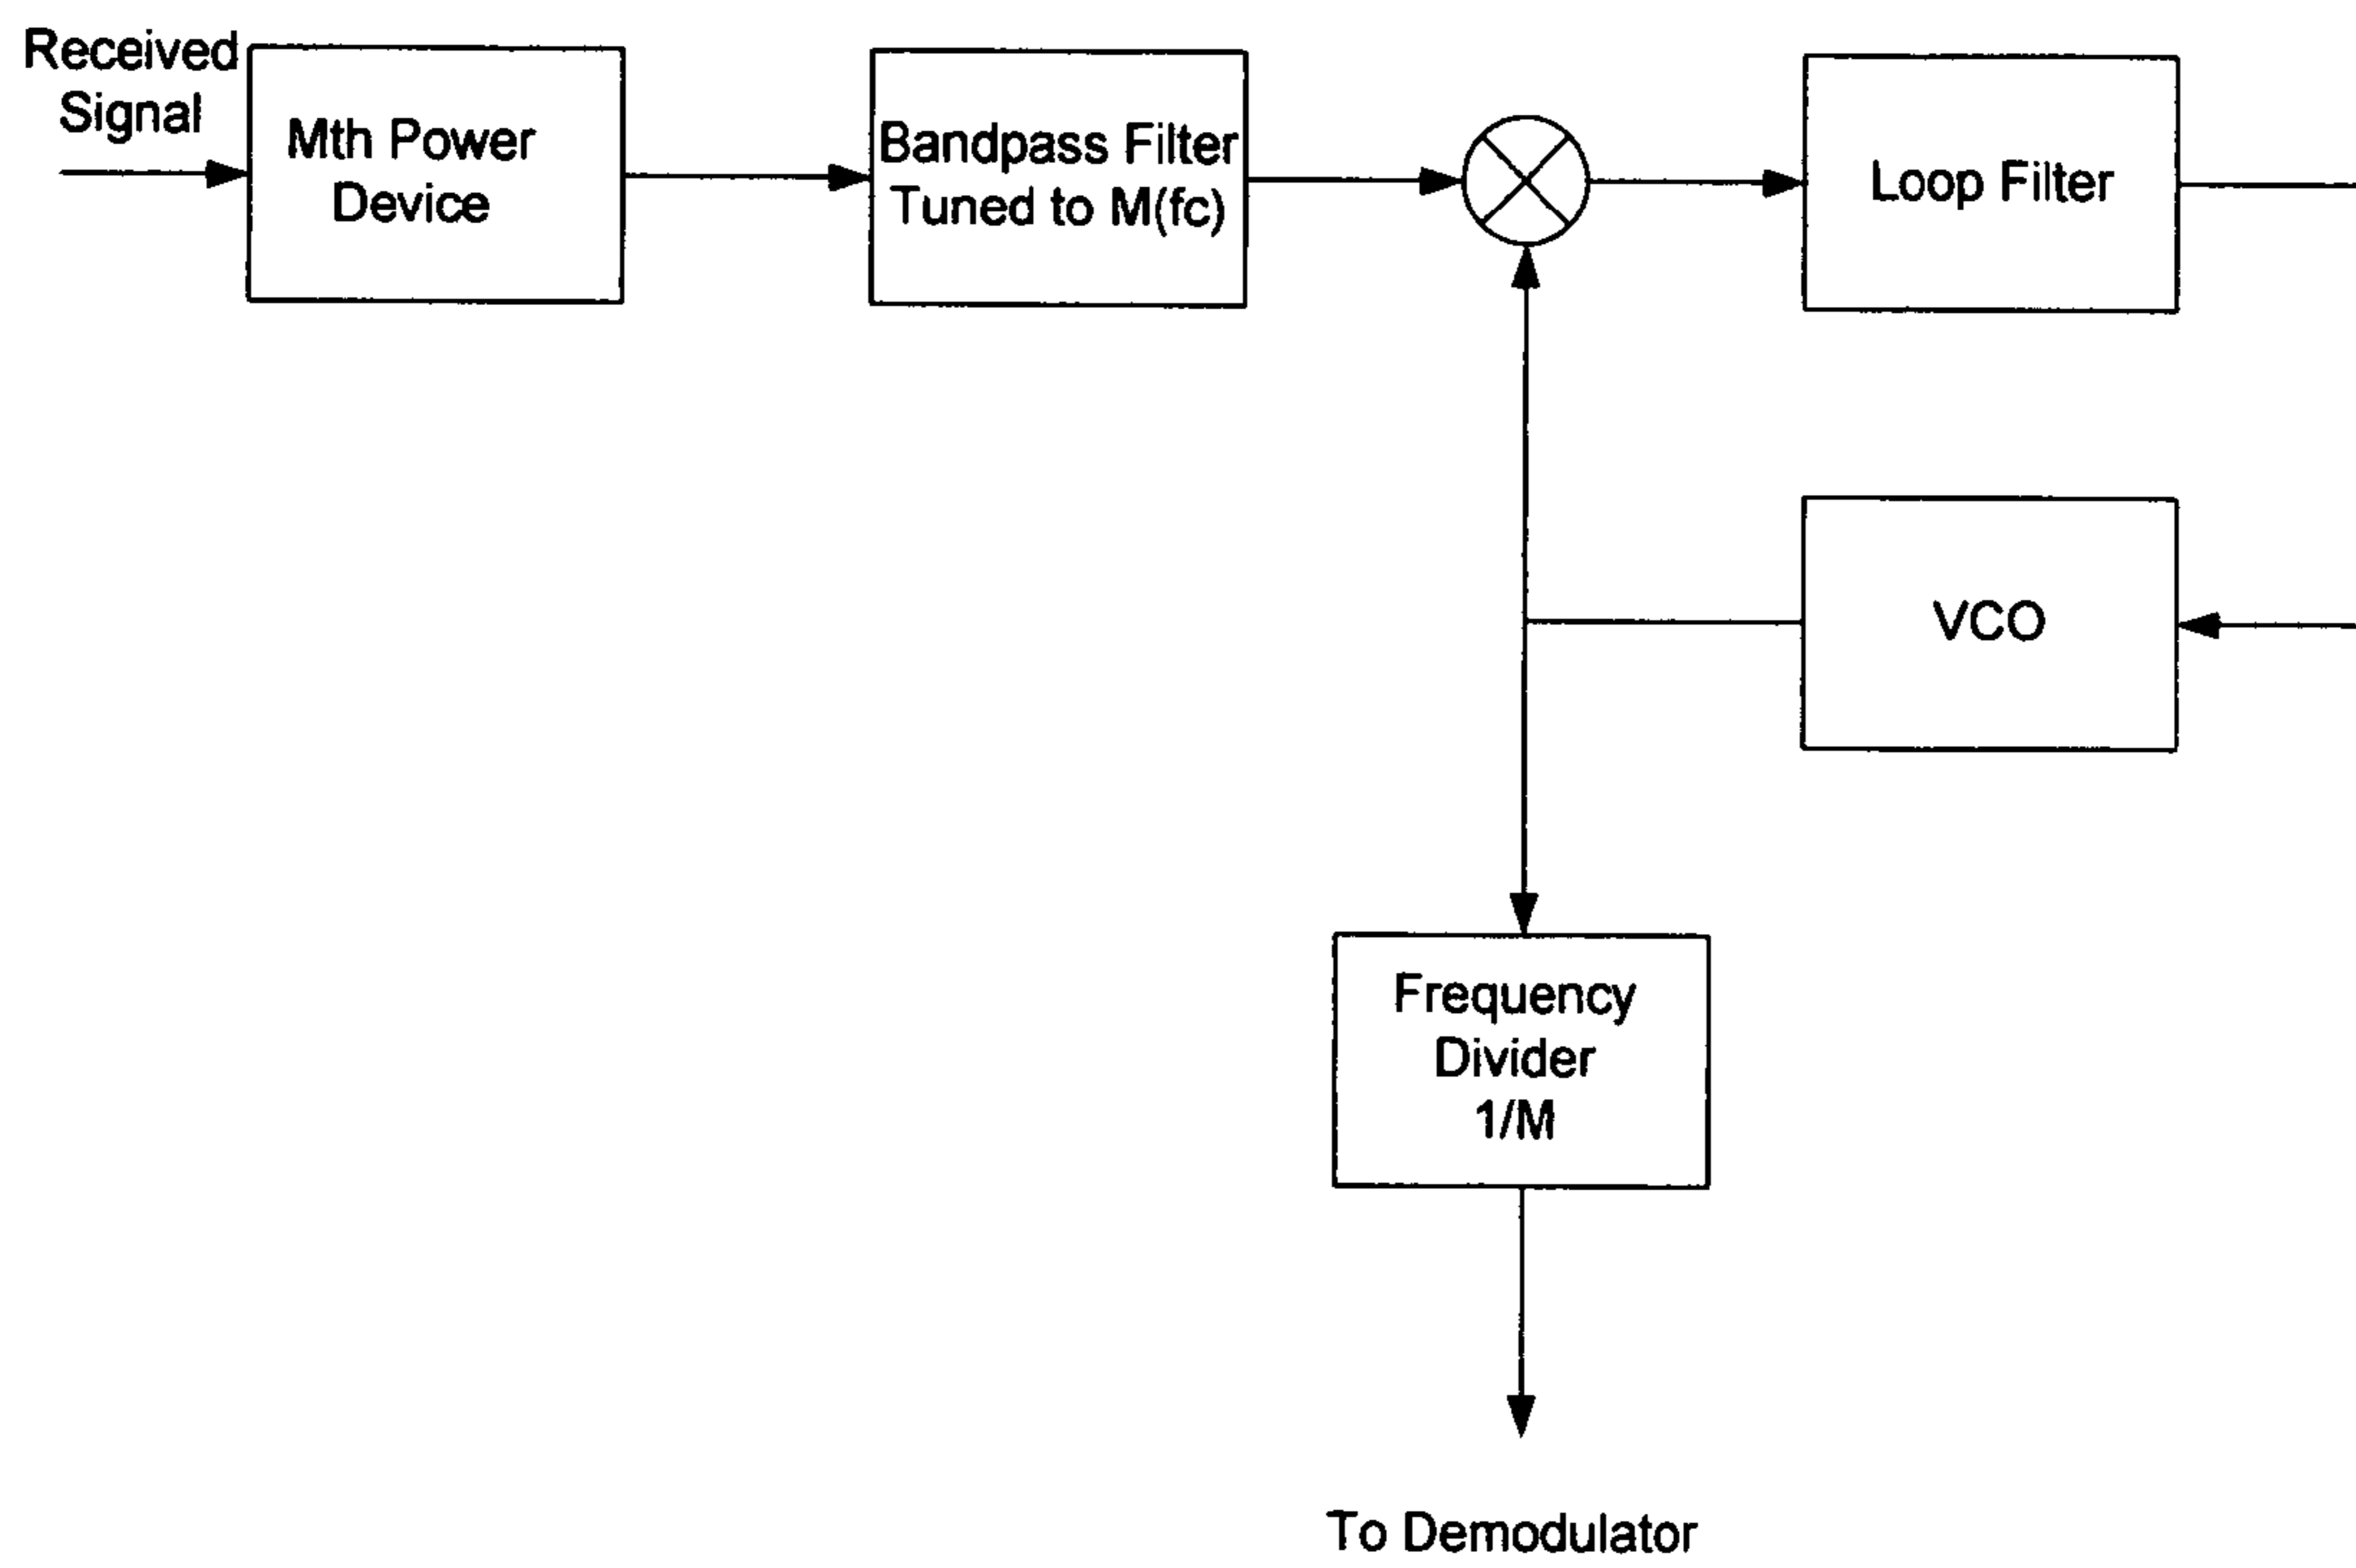 Received
Signal
Mth Power
Device
Bandpass Filter
Tuned to M(fc)
Loop Filter
VCO
Frequency
Divider
1/M
To Demodulator